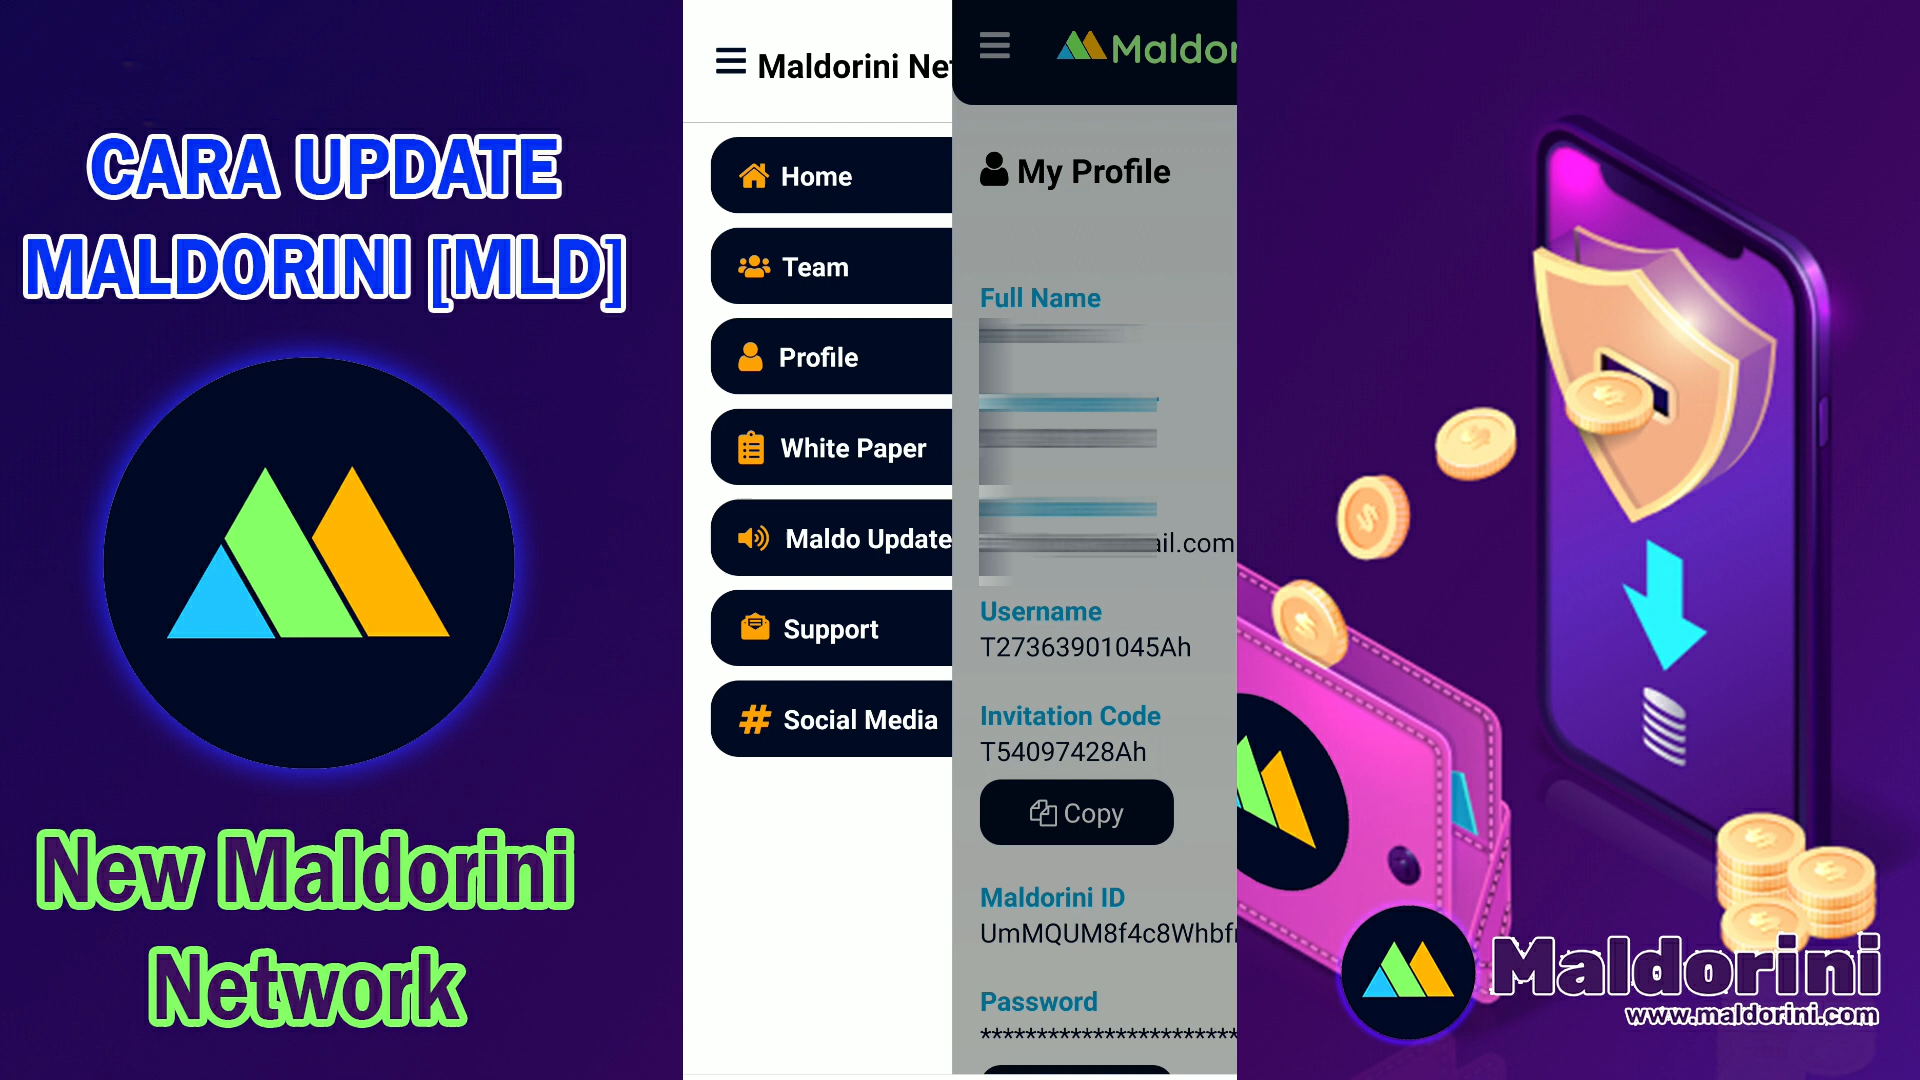 CARA UPDATE
MALDORINI [MLD]
New Maldorini
Network
Maldorini Ne
Home
Team
Profile
White Paper
Maldo Update
Support
Social Media
Maldor
My Profile
Full Name
ail.com
Username
T27363901045Ah
Invitation Code
T54097428Ah
Copy
Maldorini ID
UmMQUM8f4c8Whbf
Password
***********************
Maldorini
www.maldorini.com